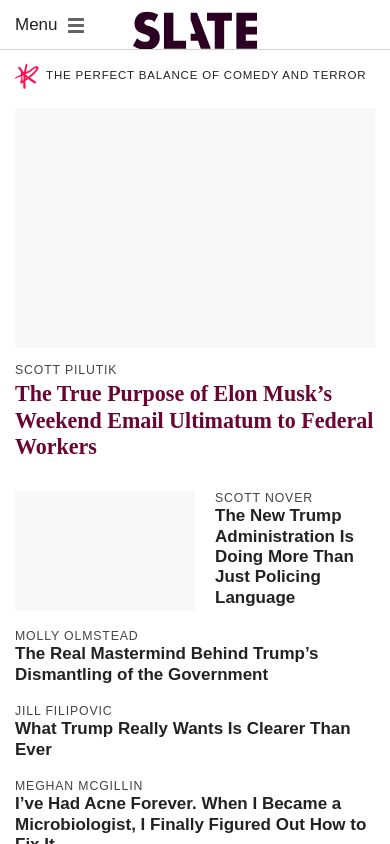 Menu
SLATE
THE PERFECT BALANCE OF COMEDY AND TERROR
SCOTT PILUTIK
The True Purpose of Elon Musk’s
Weekend Email Ultimatum to Federal
Workers
SCOTT NOVER
The New Trump
Administration Is
Doing More Than
Just Policing
Language
MOLLY OLMSTEAD
The Real Mastermind Behind Trump’s
Dismantling of the Government
JILL FILIPOVIC
What Trump Really Wants Is Clearer Than
Ever
MEGHAN MCGILLIN
I’ve Had Acne Forever. When I Became a
Microbiologist, I Finally Figured Out How to
Fix It